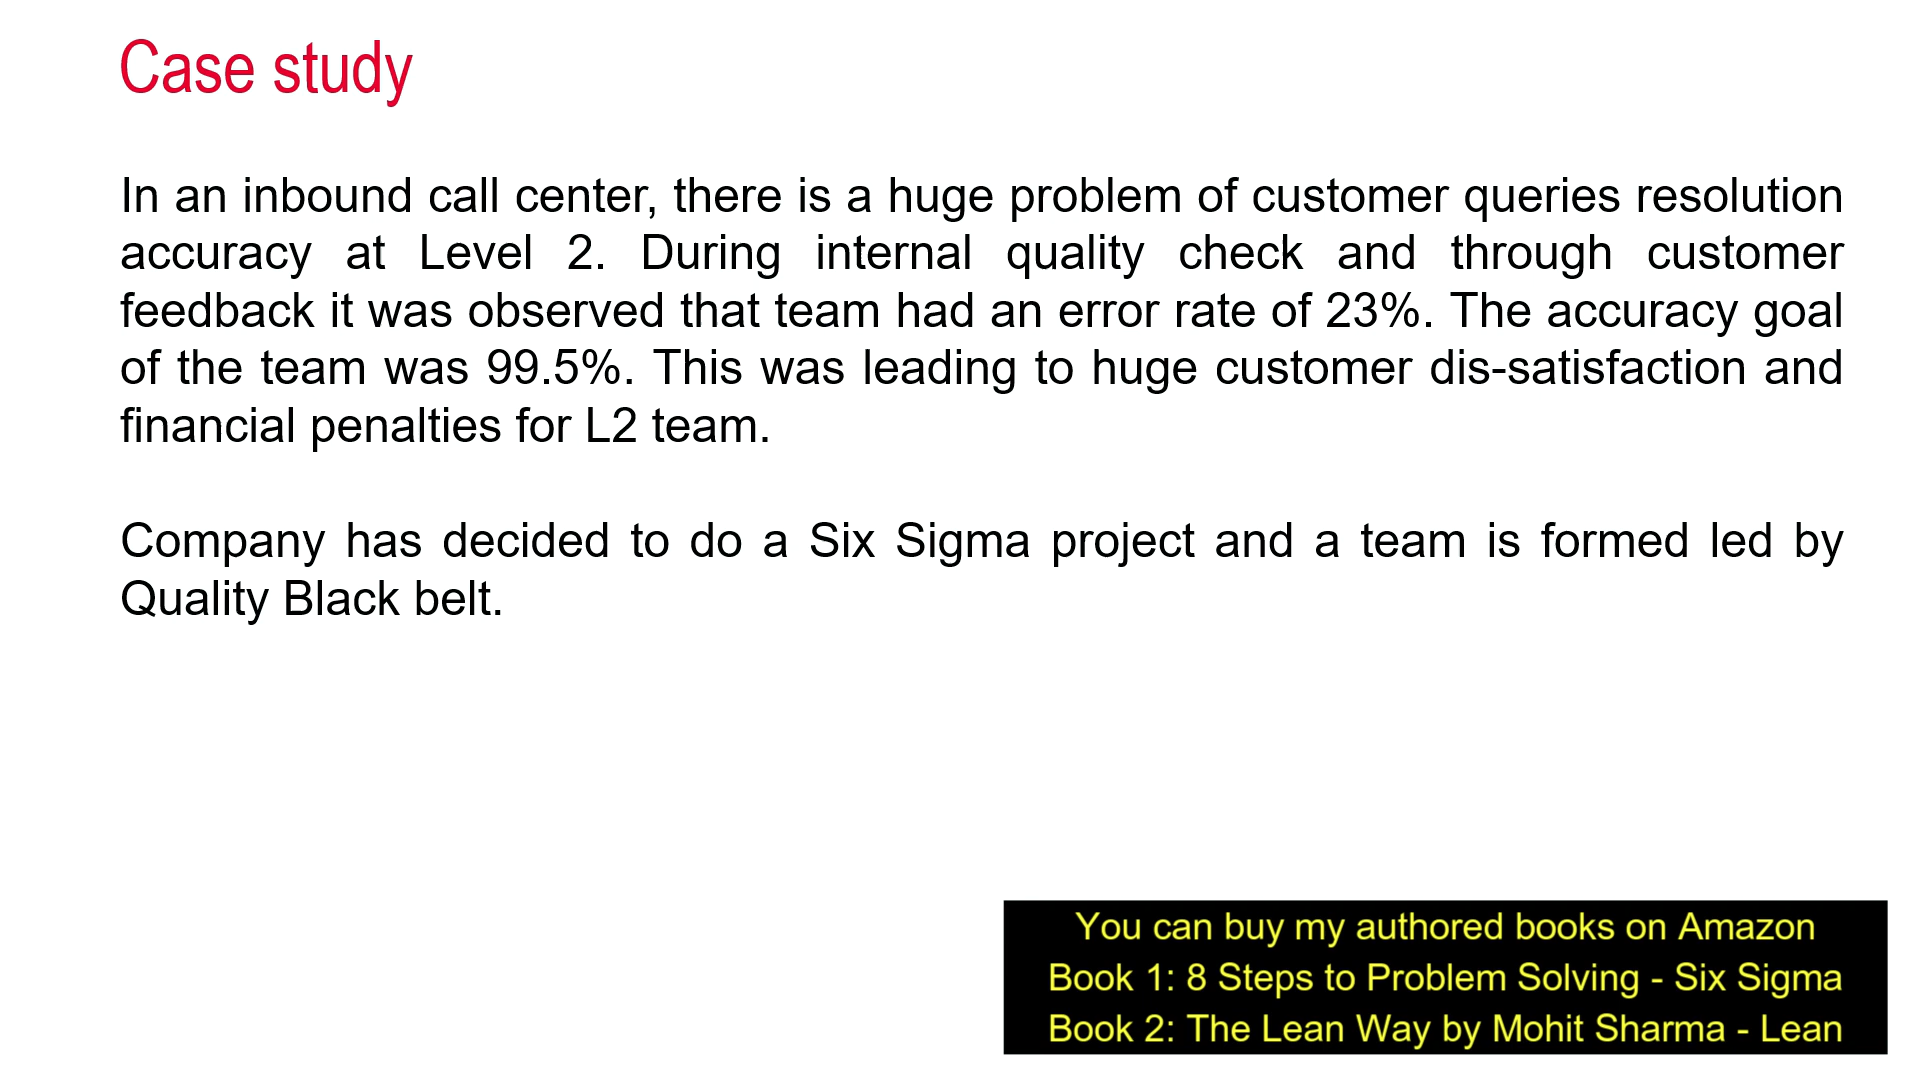 Case study
In an inbound call center, there is a huge problem of customer queries resolution
accuracy at Level 2. During internal quality check and through customer
feedback it was observed that team had an error rate of 23%. The accuracy goal
of the team was 99.5%. This was leading to huge customer dis-satisfaction and
financial penalties for L2 team.
Company has decided to do a Six Sigma project and a team is formed led by
Quality Black belt.
You can buy my authored books on Amazon
Book 1: 8 Steps to Problem Solving - Six Sigma
Book 2: The Lean Way by Mohit Sharma - Lean